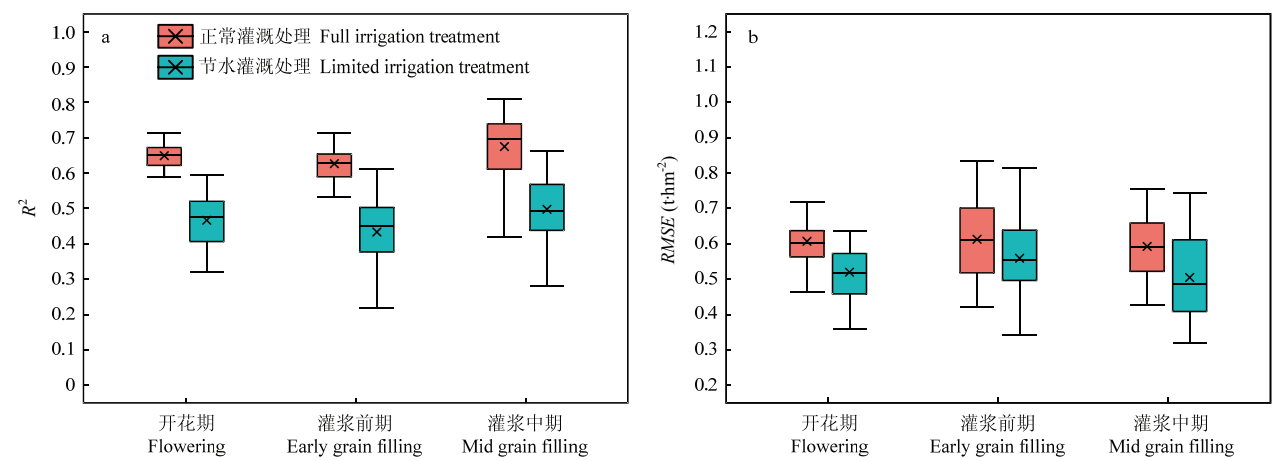 a
正常灌溉处理 Full irrigation treatment
节水灌溉处理 Limited irrigation treatment
1.0
0.9
0.8
0.7
0.6
0.5
0.4
0.3
0.2
0.1
0
R²
开花期
Flowering
灌浆前期
Early grain filling
灌浆中期
Mid grain filling
b
1.2
1.1
1.0
0.9
0.8
0.7
0.6
0.5
0.4
0.3
0.2
RMSE (t·hm⁻²)
开花期
Flowering
灌浆前期
Early grain filling
灌浆中期
Mid grain filling